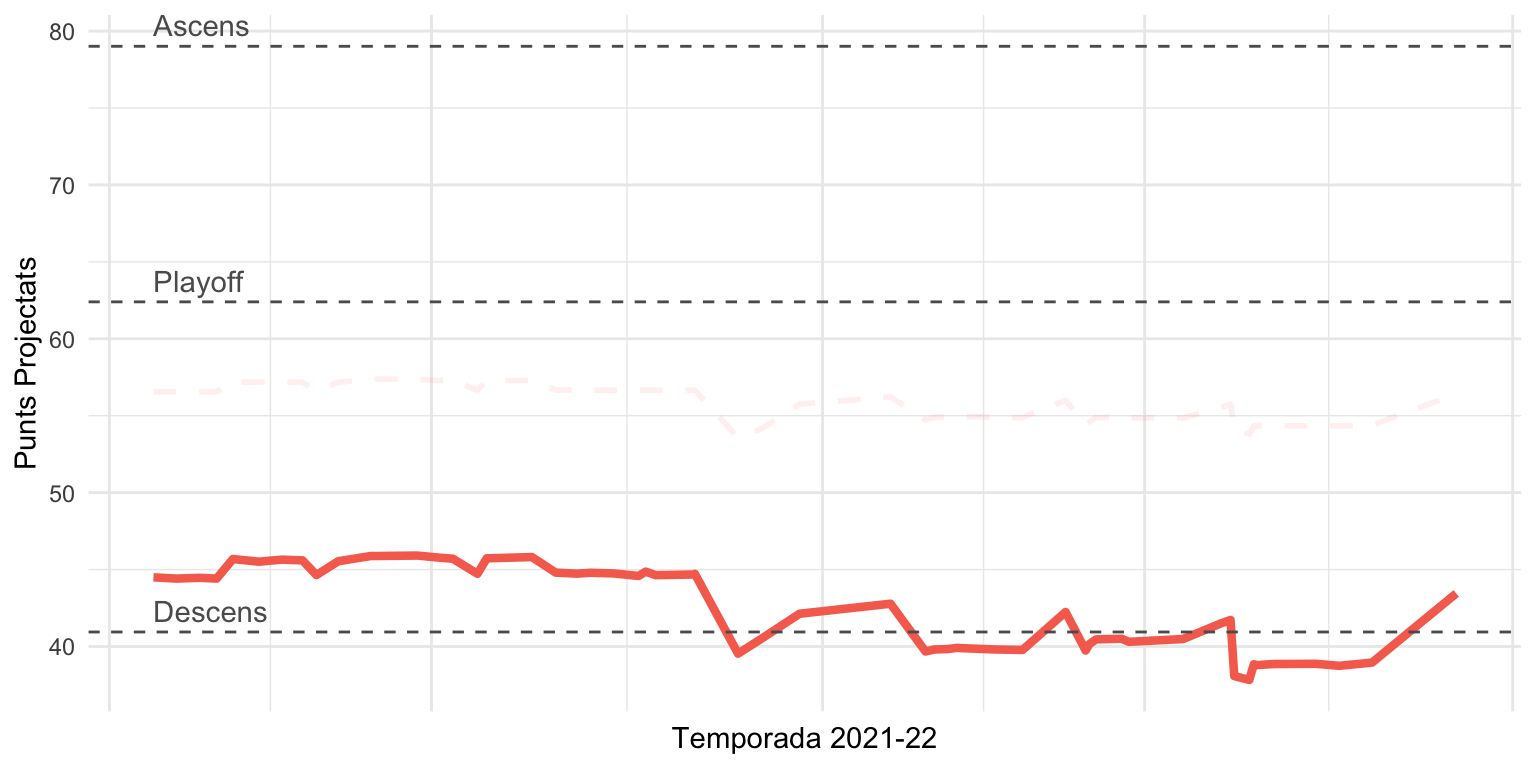 Punts Projectats
80
70
60
50
40
Ascens
Playoff
Descens
Temporada 2021-22